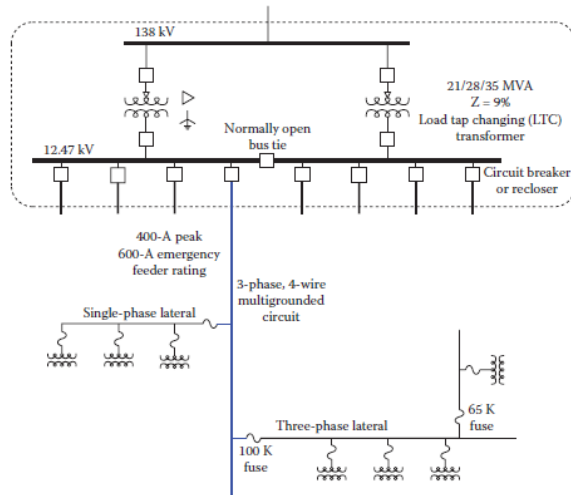 138 kV
21/28/35 MVA
Z = 9%
Load tap changing (LTC)
transformer
Normally open
bus tie
12.47 kV
Circuit breaker
or recloser
400-A peak
600-A emergency
feeder rating
3-phase, 4-wire
multigrounded
circuit
Single-phase lateral
65 K
fuse
Three-phase lateral
100 K
fuse